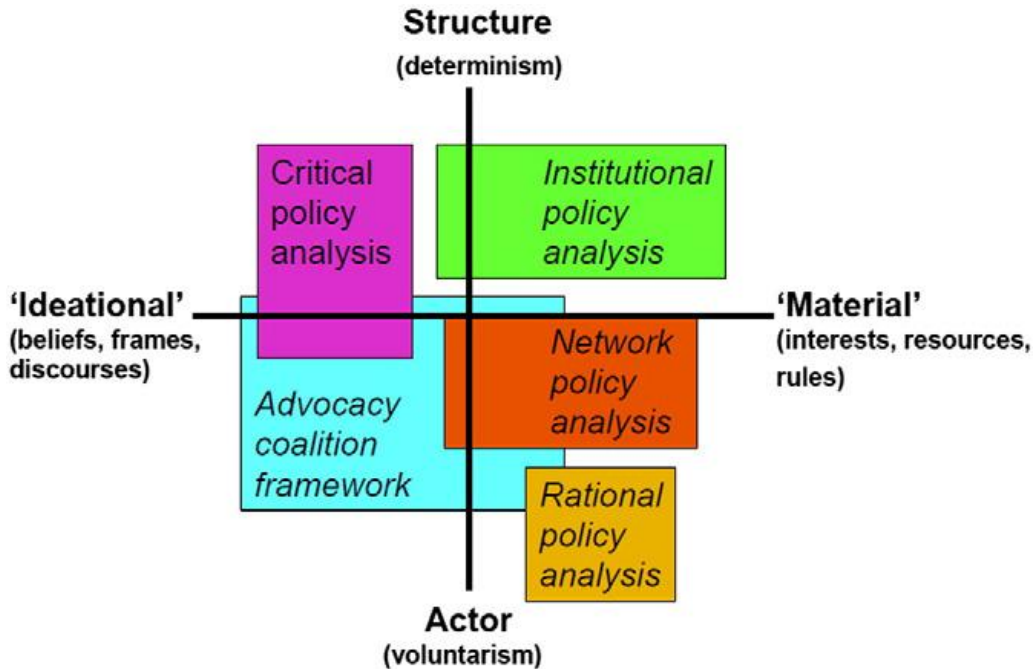 Structure
(determinism)
Critical
policy
analysis
Institutional
policy
analysis
‘Ideational’
(beliefs, frames,
discourses)
‘Material’
(interests, resources,
rules)
Network
policy
analysis
Advocacy
coalition
framework
Rational
policy
analysis
Actor
(voluntarism)